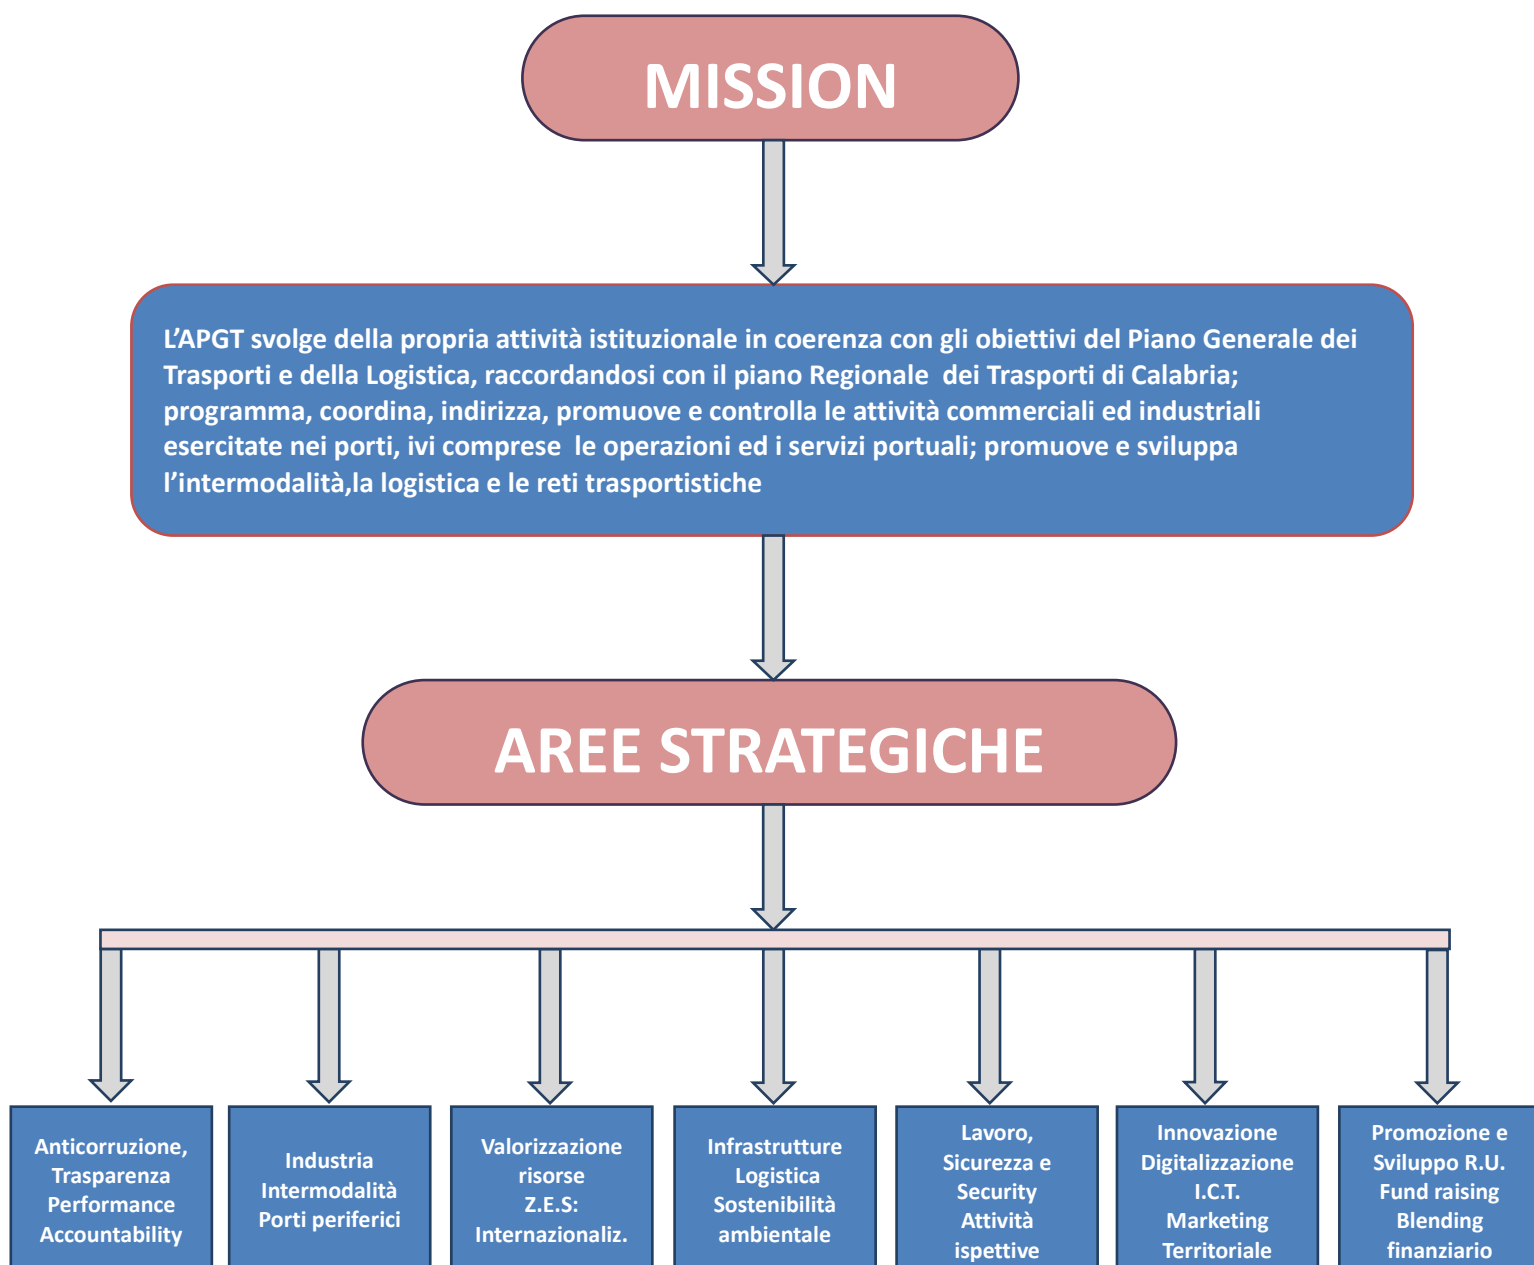 MISSION
L’APGT svolge della propria attività istituzionale in coerenza con gli obiettivi del Piano Generale dei
Trasporti e della Logistica, raccordandosi con il piano Regionale  dei Trasporti di Calabria;
programma, coordina, indirizza, promuove e controlla le attività commerciali ed industriali
esercitate nei porti, ivi comprese  le operazioni ed i servizi portuali; promuove e sviluppa
l’intermodalità,la logistica e le reti trasportistiche
AREE STRATEGICHE
Anticorruzione,
Trasparenza
Performance
Accountability
Industria
Intermodalità
Porti periferici
Valorizzazione
risorse
Z.E.S:
Internazionaliz.
Infrastrutture
Logistica
Sostenibilità
ambientale
Lavoro,
Sicurezza e
Security
Attività
ispettive
Innovazione
Digitalizzazione
I.C.T.
Marketing
Territoriale
Promozione e
Sviluppo R.U.
Fund raising
Blending
finanziario